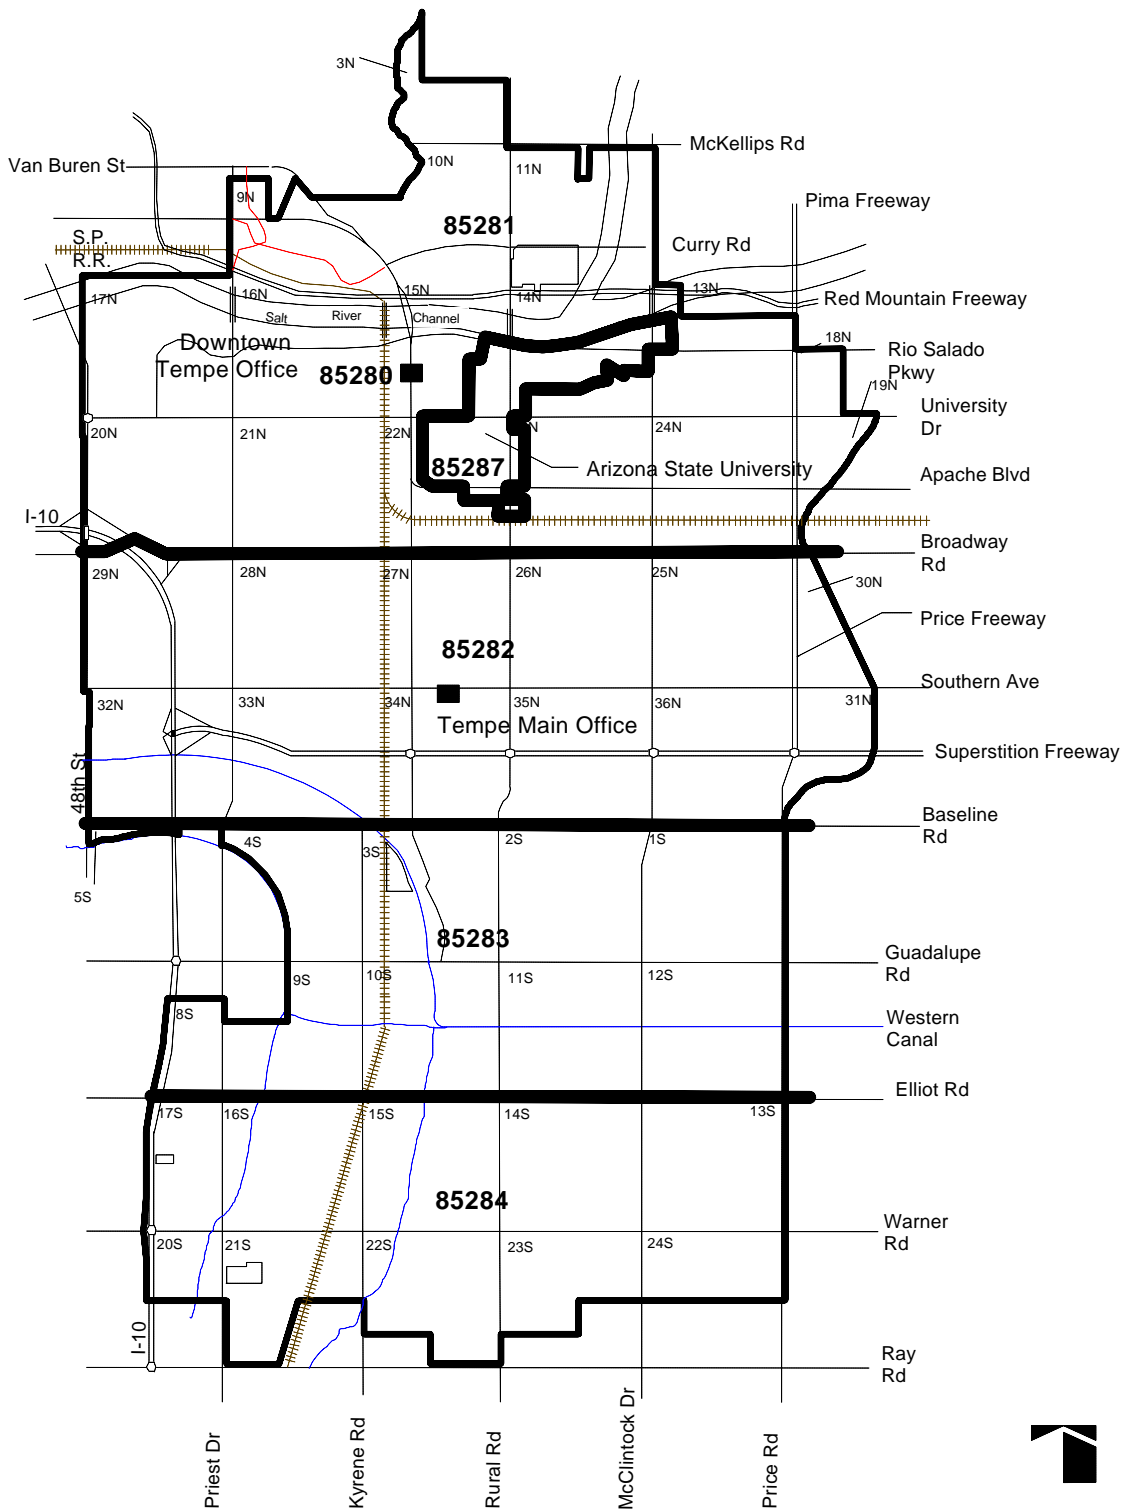 3N
McKellips Rd
10N
11N
Van Buren St
9N
Pima Freeway
85281
S.P.
R.R.
Curry Rd
17N
16N
15N
14N
13N
Red Mountain Freeway
Salt River Channel
18N
Downtown
Tempe Office
85280
Rio Salado
Pkwy
19N
University
Dr
20N
21N
22N
24N
85287
Arizona State University
Apache Blvd
I-10
Broadway
Rd
29N
28N
27N
26N
25N
30N
Price Freeway
85282
Southern Ave
32N
33N
34N
35N
36N
31N
Tempe Main Office
48th St
Superstition Freeway
Baseline
Rd
4S
3S
2S
1S
5S
85283
Guadalupe
Rd
9S
10S
11S
12S
8S
Western
Canal
Elliot Rd
17S
16S
15S
14S
13S
85284
Warner
Rd
20S
21S
22S
23S
24S
I-10
Ray
Rd
Priest Dr
Kyrene Rd
Rural Rd
McClintock Dr
Price Rd